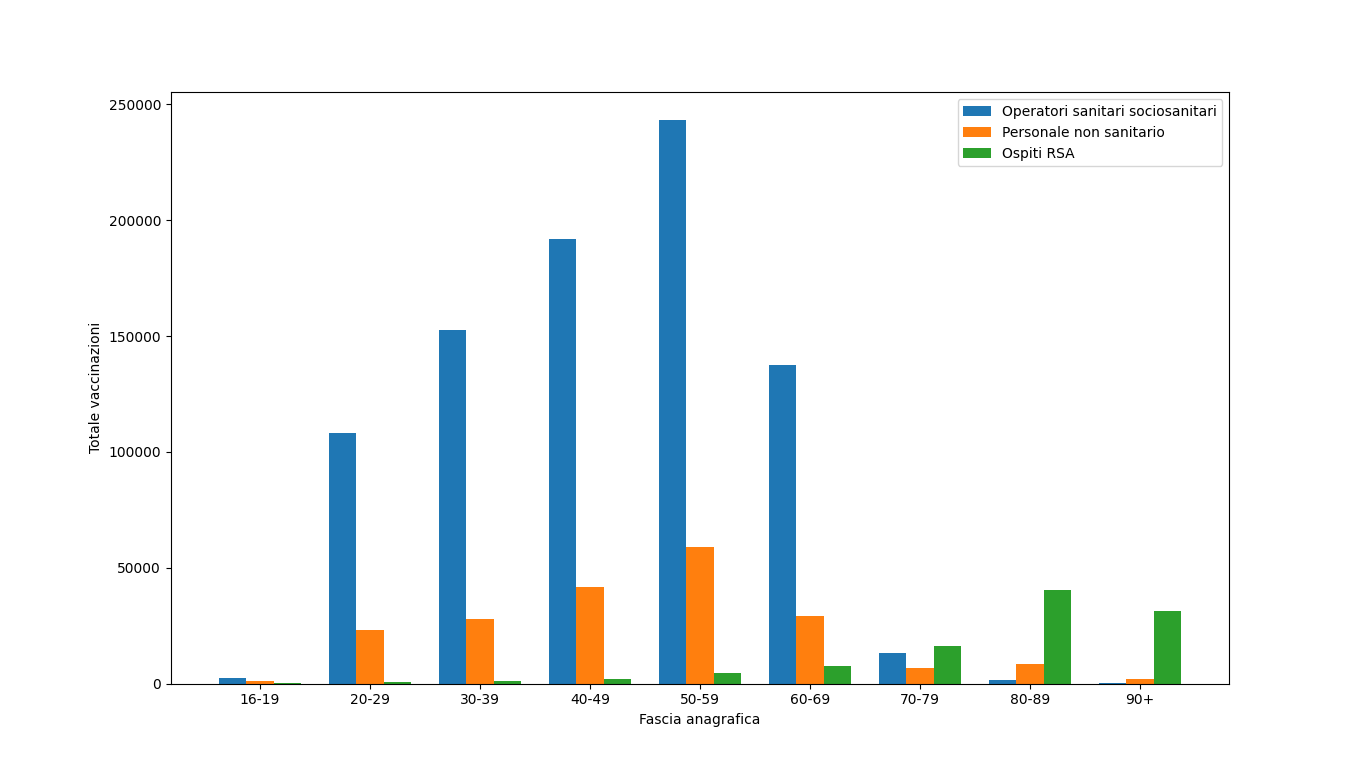 250000
200000
150000
100000
50000
0
Totale vaccinazioni
Operatori sanitari sociosanitari
Personale non sanitario
Ospiti RSA
16-19 20-29 30-39 40-49 50-59 60-69 70-79 80-89 90+
Fascia anagrafica